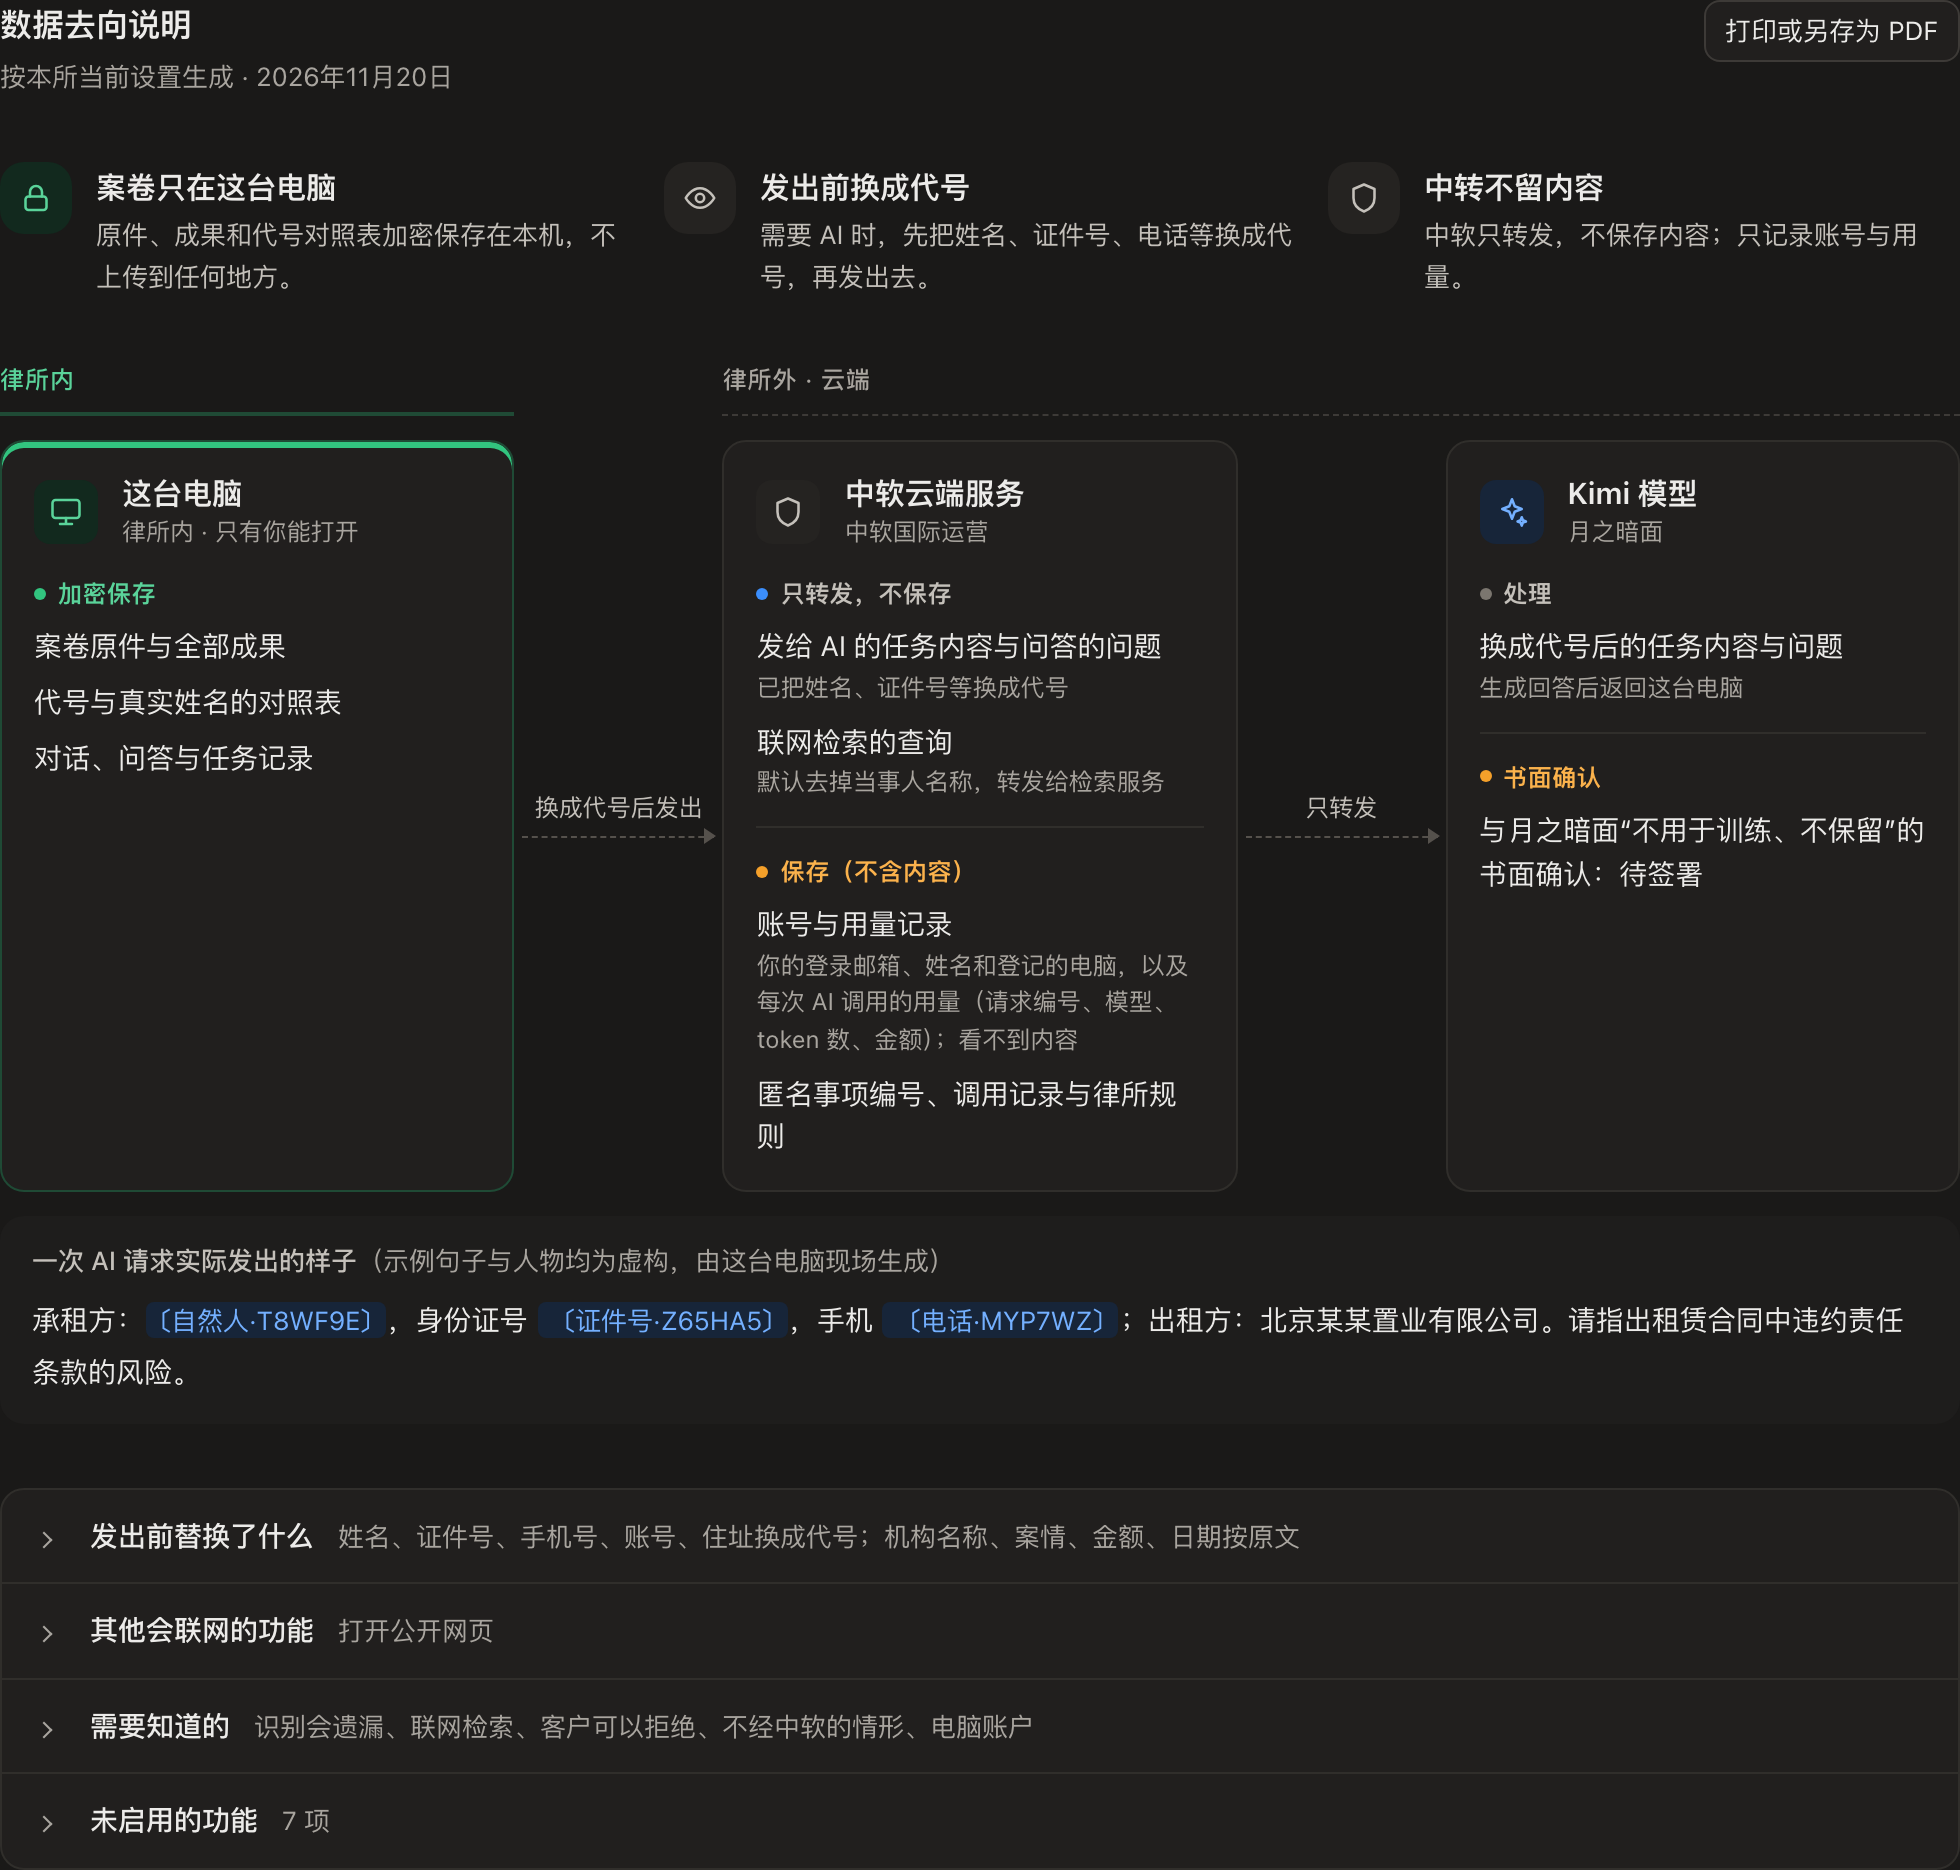 数据去向说明
打印或另存为 PDF
按本所当前设置生成 · 2026年11月20日
案卷只在这台电脑
原件、成果和代号对照表加密保存在本机，不
上传到任何地方。
发出前换成代号
需要 AI 时，先把姓名、证件号、电话等换成代
号，再发出去。
中转不留内容
中软只转发，不保存内容；只记录账号与用
量。
律所内
律所外 · 云端
这台电脑
律所内 · 只有你能打开
加密保存
案卷原件与全部成果
代号与真实姓名的对照表
对话、问答与任务记录
换成代号后发出
中软云端服务
中软国际运营
只转发，不保存
发给 AI 的任务内容与问答的问题
已把姓名、证件号等换成代号
联网检索的查询
默认去掉当事人名称，转发给检索服务
保存（不含内容）
账号与用量记录
你的登录邮箱、姓名和登记的电脑，以及
每次 AI 调用的用量（请求编号、模型、
token 数、金额）；看不到内容
匿名事项编号、调用记录与律所规
则
只转发
Kimi 模型
月之暗面
处理
换成代号后的任务内容与问题
生成回答后返回这台电脑
书面确认
与月之暗面“不用于训练、不保留”的
书面确认：待签署
一次 AI 请求实际发出的样子（示例句子与人物均为虚构，由这台电脑现场生成）
承租方：〔自然人·T8WF9E〕，身份证号 〔证件号·Z65HA5〕，手机 〔电话·MYP7WZ〕；出租方：北京某某置业有限公司。请指出租赁合同中违约责任
条款的风险。
发出前替换了什么 姓名、证件号、手机号、账号、住址换成代号；机构名称、案情、金额、日期按原文
其他会联网的功能 打开公开网页
需要知道的 识别会遗漏、联网检索、客户可以拒绝、不经中软的情形、电脑账户
未启用的功能 7 项